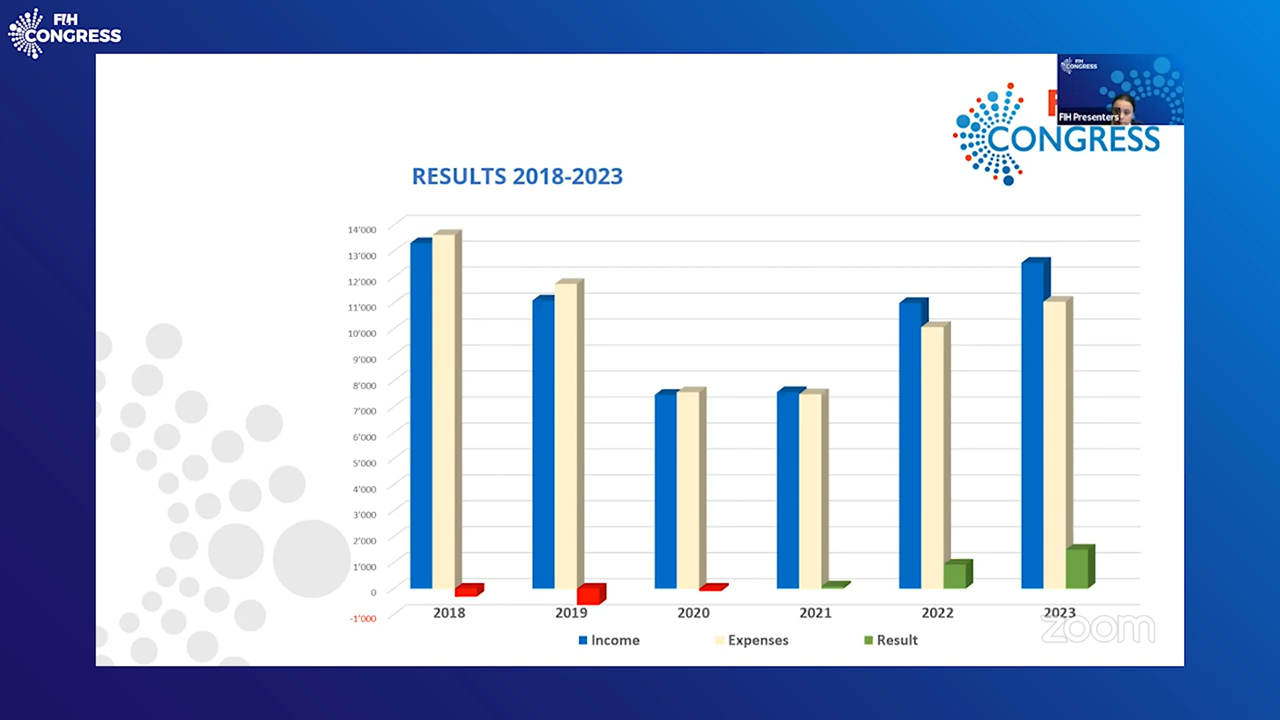 FIH
CONGRESS
FIH
CONGRESS
FIH Presenters
CONGRESS
RESULTS 2018-2023
14'000
13'000
12'000
11'000
10'000
9'000
8'000
7'000
6'000
5'000
4'000
3'000
2'000
1'000
0
-1'000
2018 2019 2020 2021 2022 2023
Income Expenses Result
zoom